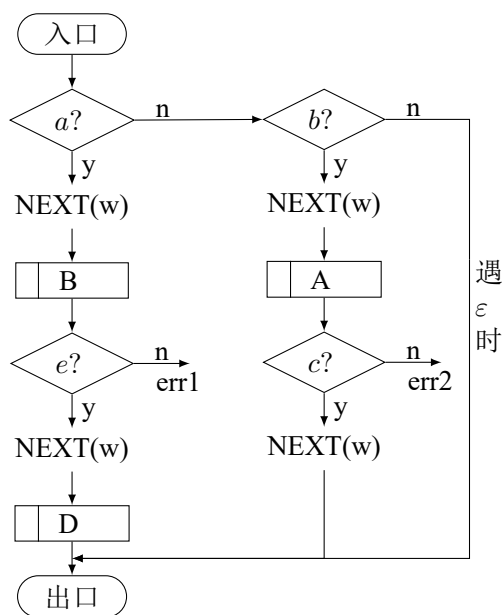 入口
a? n b? n
y y
NEXT(w) NEXT(w)
B A
遇
ε
时
e? n c? n
err1 err2
y y
NEXT(w) NEXT(w)
D
出口